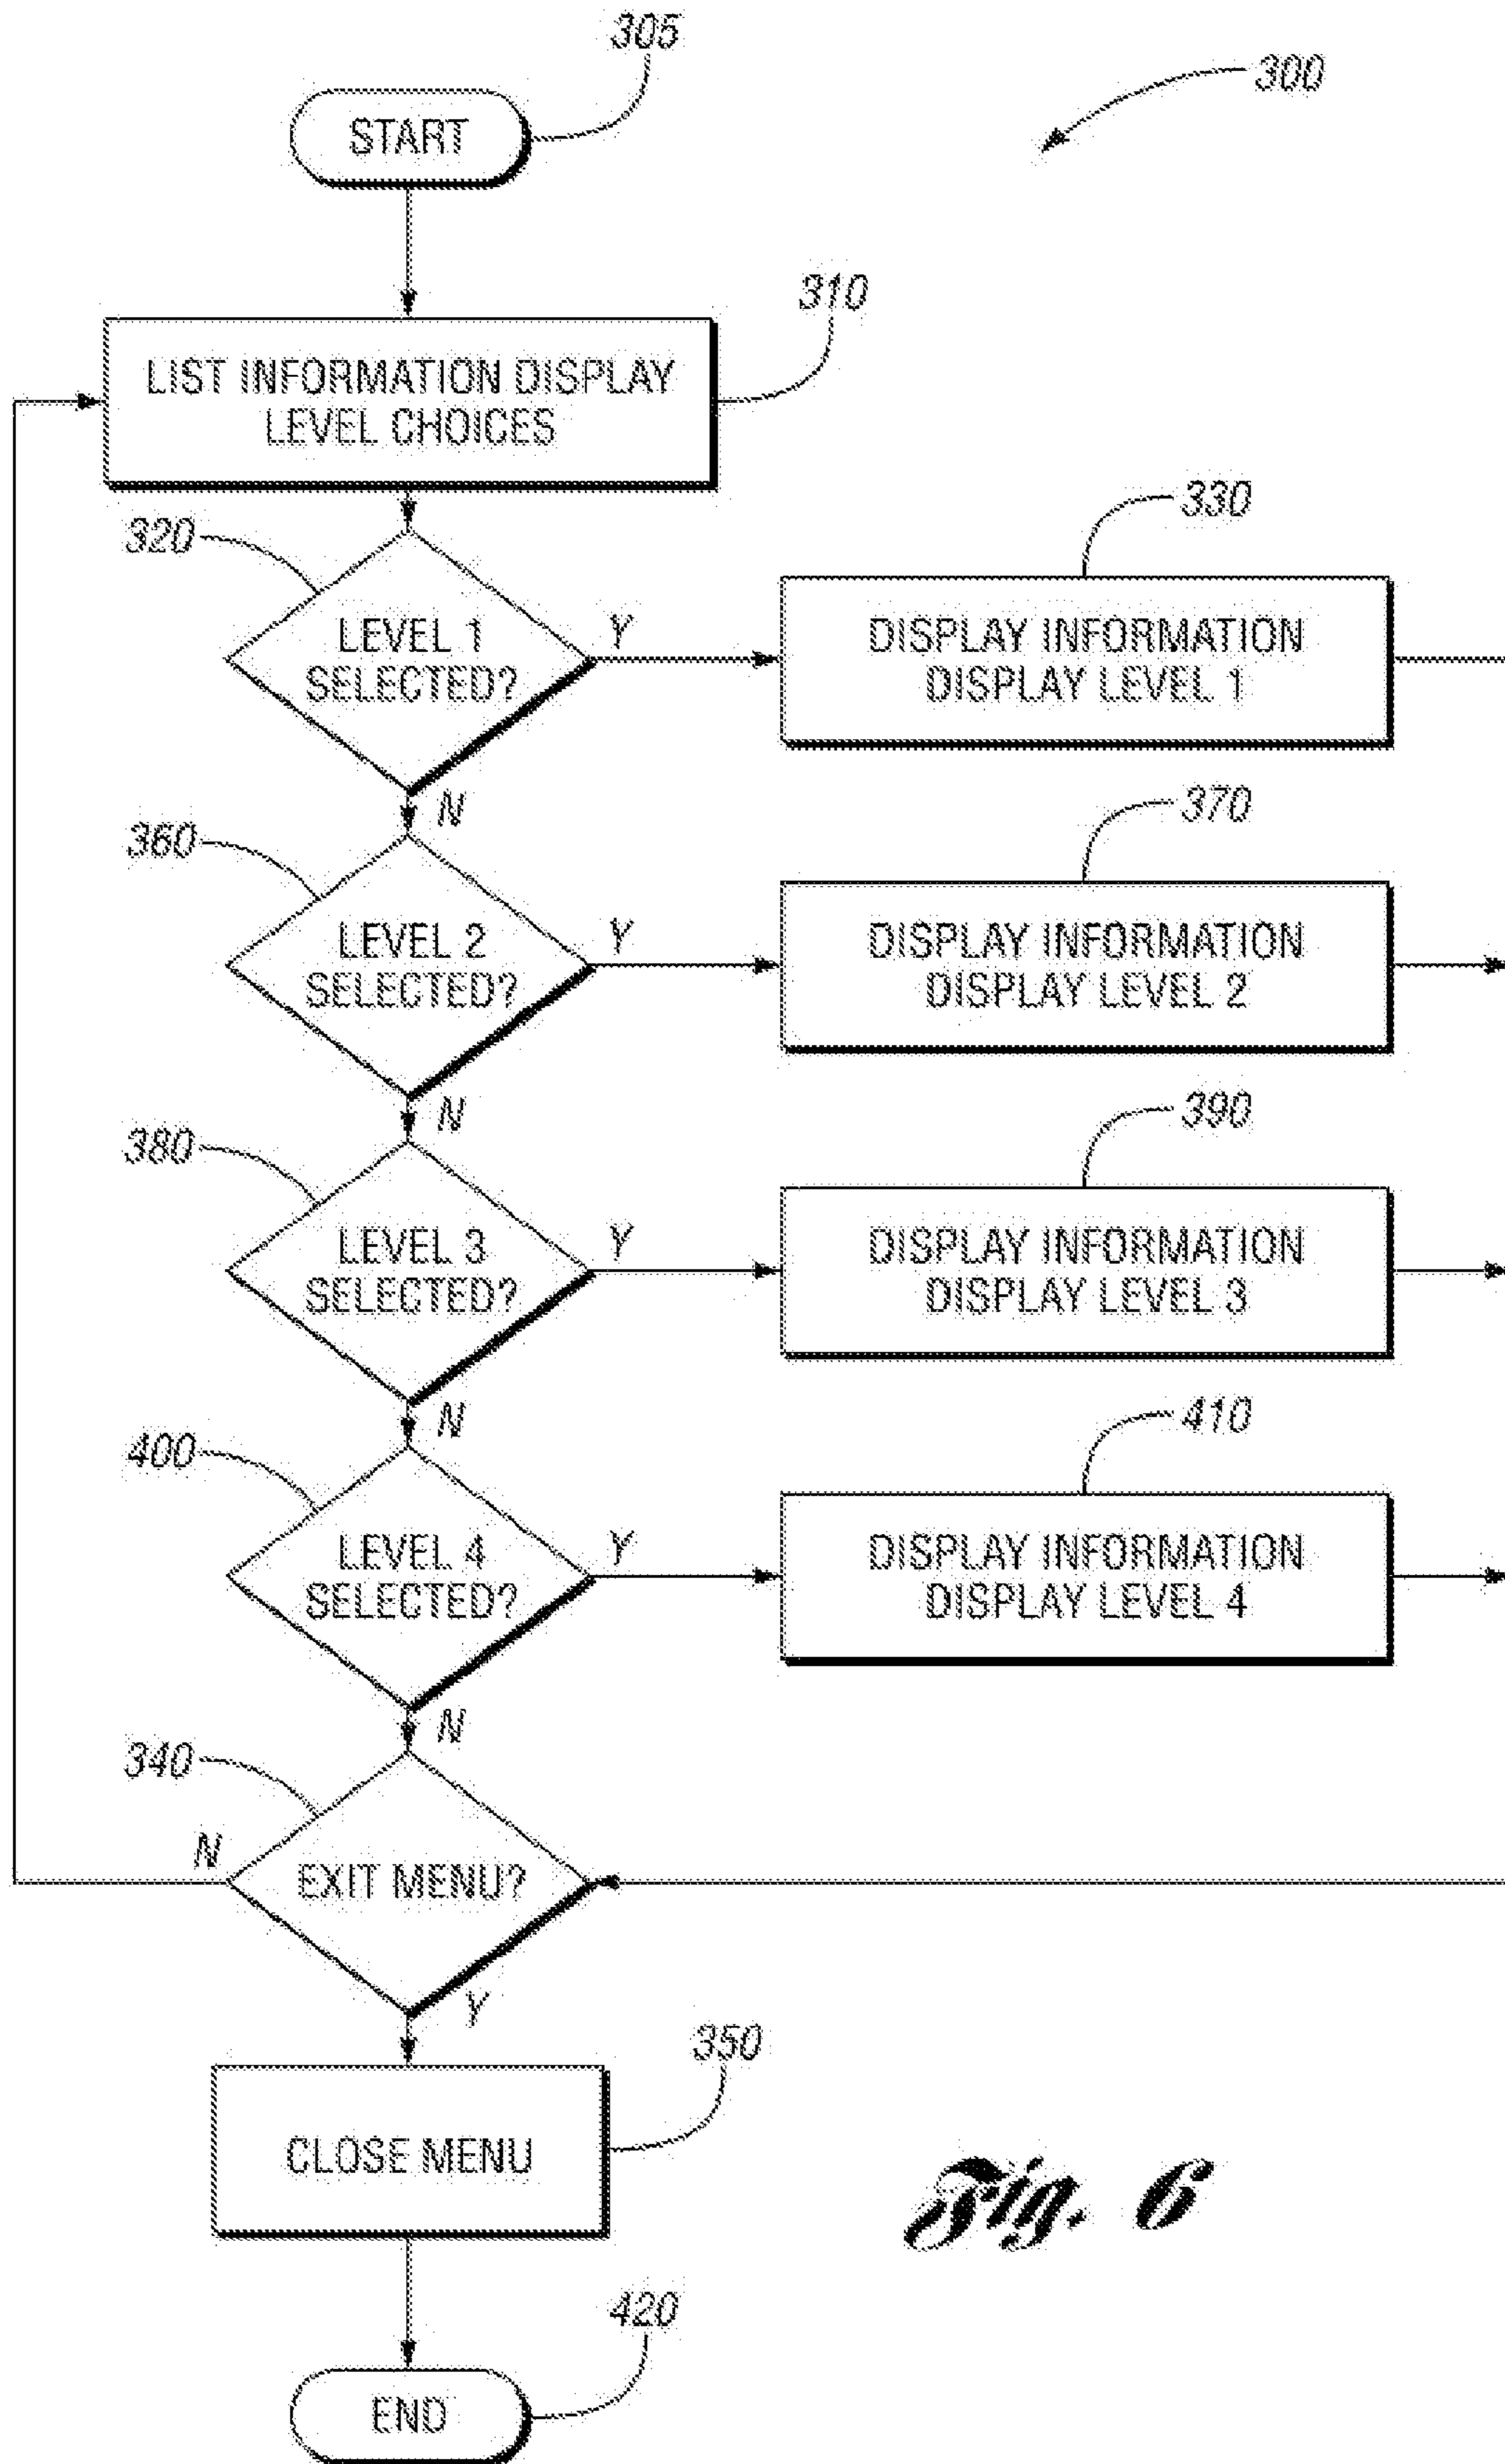 305
300
START
310
LIST INFORMATION DISPLAY
LEVEL CHOICES
320
330
LEVEL 1
SELECTED?
Y
DISPLAY INFORMATION
DISPLAY LEVEL 1
N
360
370
LEVEL 2
SELECTED?
Y
DISPLAY INFORMATION
DISPLAY LEVEL 2
N
380
390
LEVEL 3
SELECTED?
Y
DISPLAY INFORMATION
DISPLAY LEVEL 3
N
400
410
LEVEL 4
SELECTED?
Y
DISPLAY INFORMATION
DISPLAY LEVEL 4
N
340
N
EXIT MENU?
Y
350
CLOSE MENU
Fig. 6
420
END